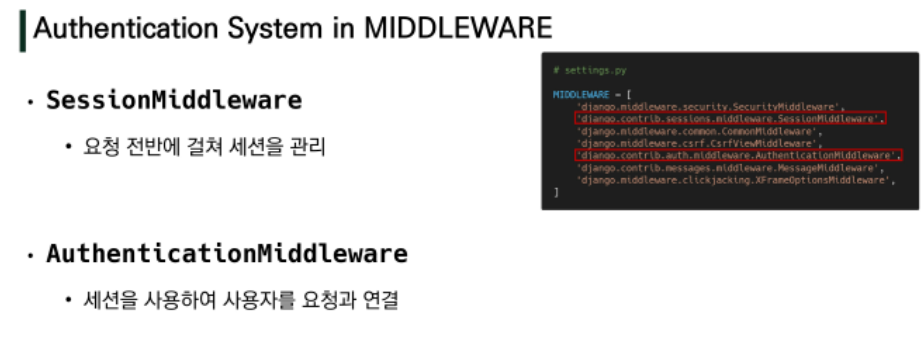 Authentication System in MIDDLEWARE
• SessionMiddleware
• 요청 전반에 걸쳐 세션을 관리
# settings.py
MIDDLEWARE = [
'django.middleware.security.SecurityMiddleware',
'django.contrib.sessions.middleware.SessionMiddleware',
'django.middleware.common.CommonMiddleware',
'django.middleware.csrf.CsrfViewMiddleware',
'django.contrib.auth.middleware.AuthenticationMiddleware',
'django.contrib.messages.middleware.MessageMiddleware',
'django.middleware.clickjacking.XFrameOptionsMiddleware',
]
• AuthenticationMiddleware
• 세션을 사용하여 사용자를 요청과 연결